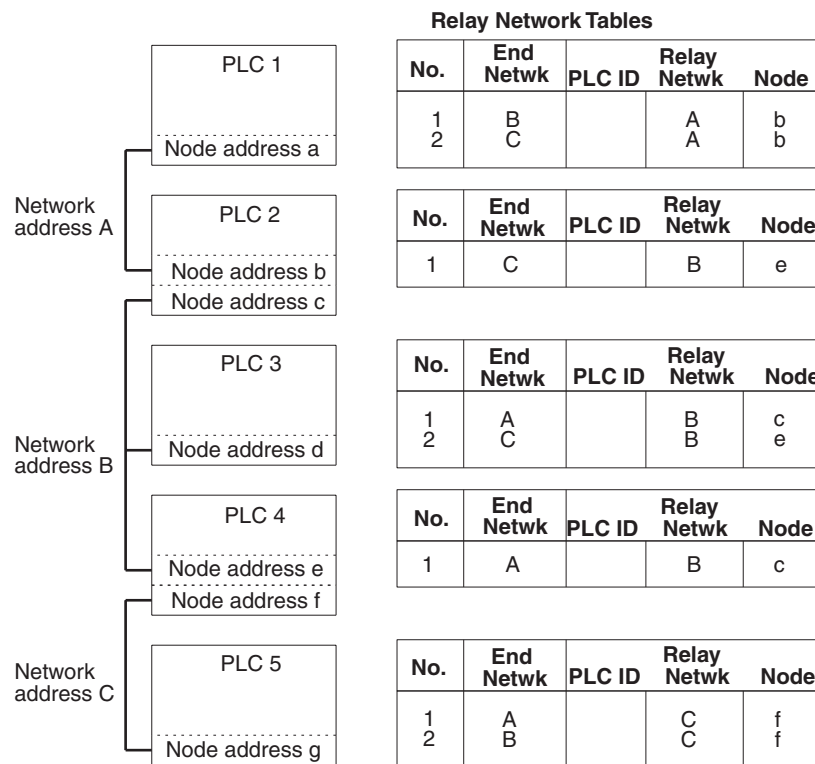 Relay Network Tables
PLC 1
Node address a
No. End Netwk PLC ID Relay Netwk Node
1 B A b
2 C A b
Network
address A
PLC 2
Node address b
Node address c
No. End Netwk PLC ID Relay Netwk Node
1 C B e
PLC 3
Node address d
No. End Netwk PLC ID Relay Netwk Node
1 A B c
2 C B e
Network
address B
PLC 4
Node address e
Node address f
No. End Netwk PLC ID Relay Netwk Node
1 A B c
Network
address C
PLC 5
Node address g
No. End Netwk PLC ID Relay Netwk Node
1 A C f
2 B C f